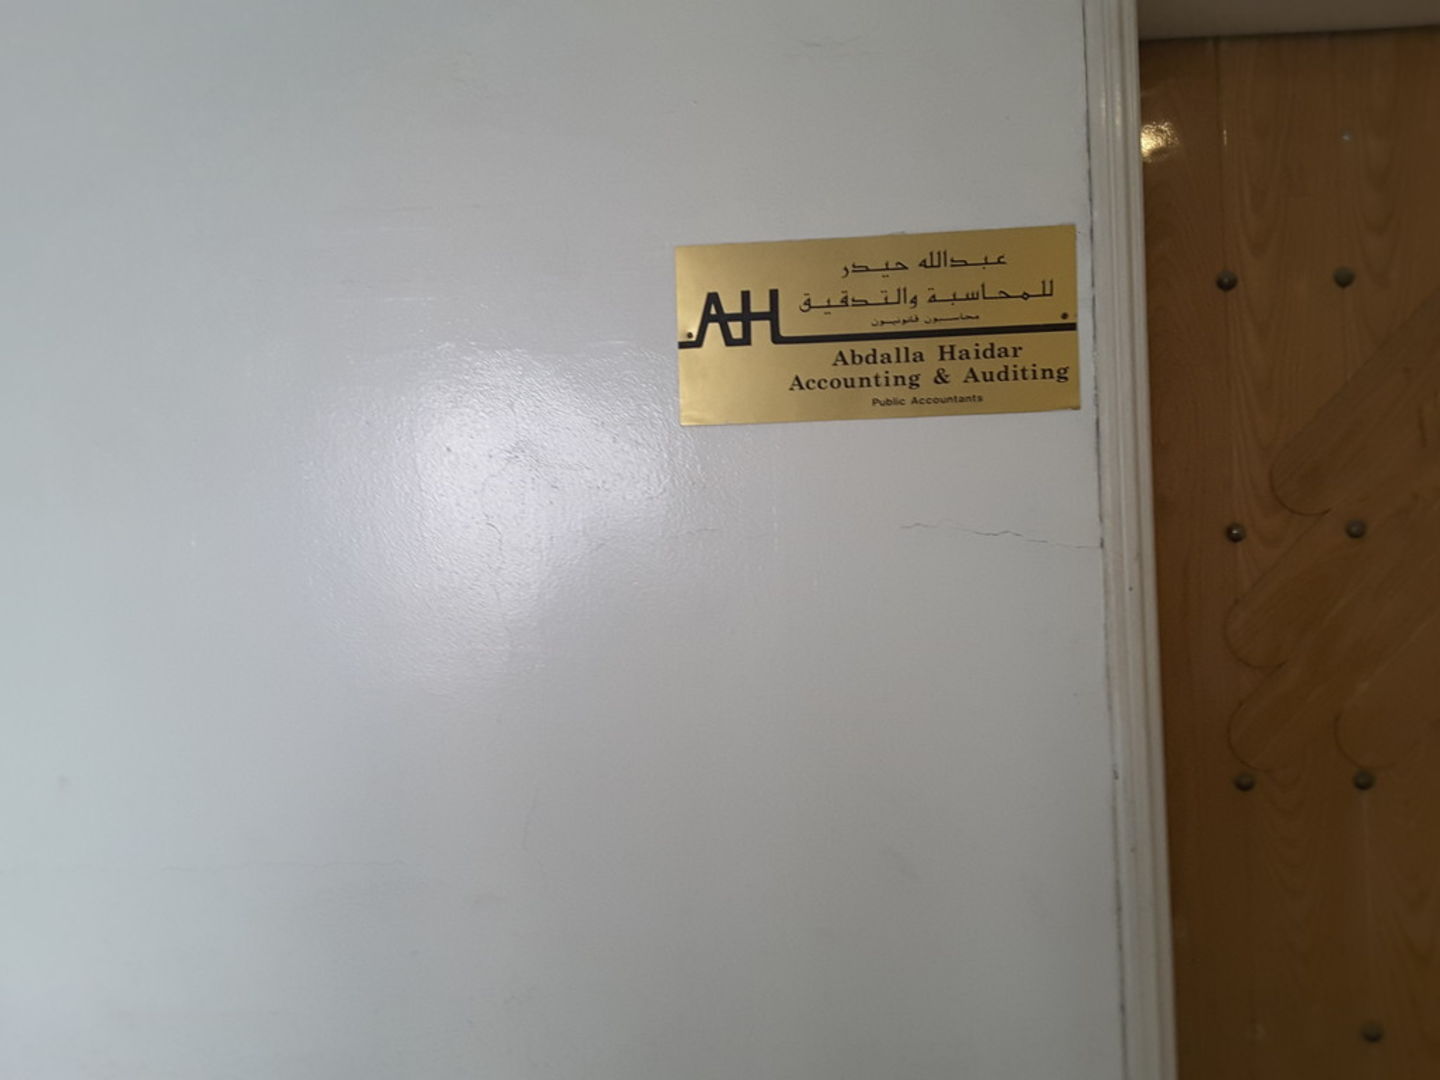 عبدالله حيدر
للمحاسبة والتدقيق
محاسبون قانونيون
AH
Abdalla Haidar
Accounting & Auditing
Public Accountants